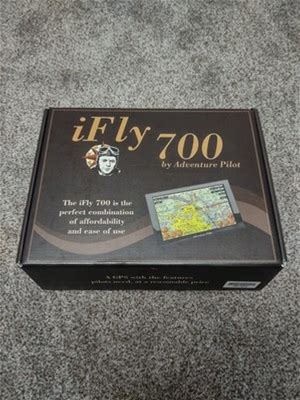 iFly 700
by Adventure Pilot
The iFly 700 is the
perfect combination
of affordability
and ease of use
A GPS with the features
pilots need, at a reasonable price